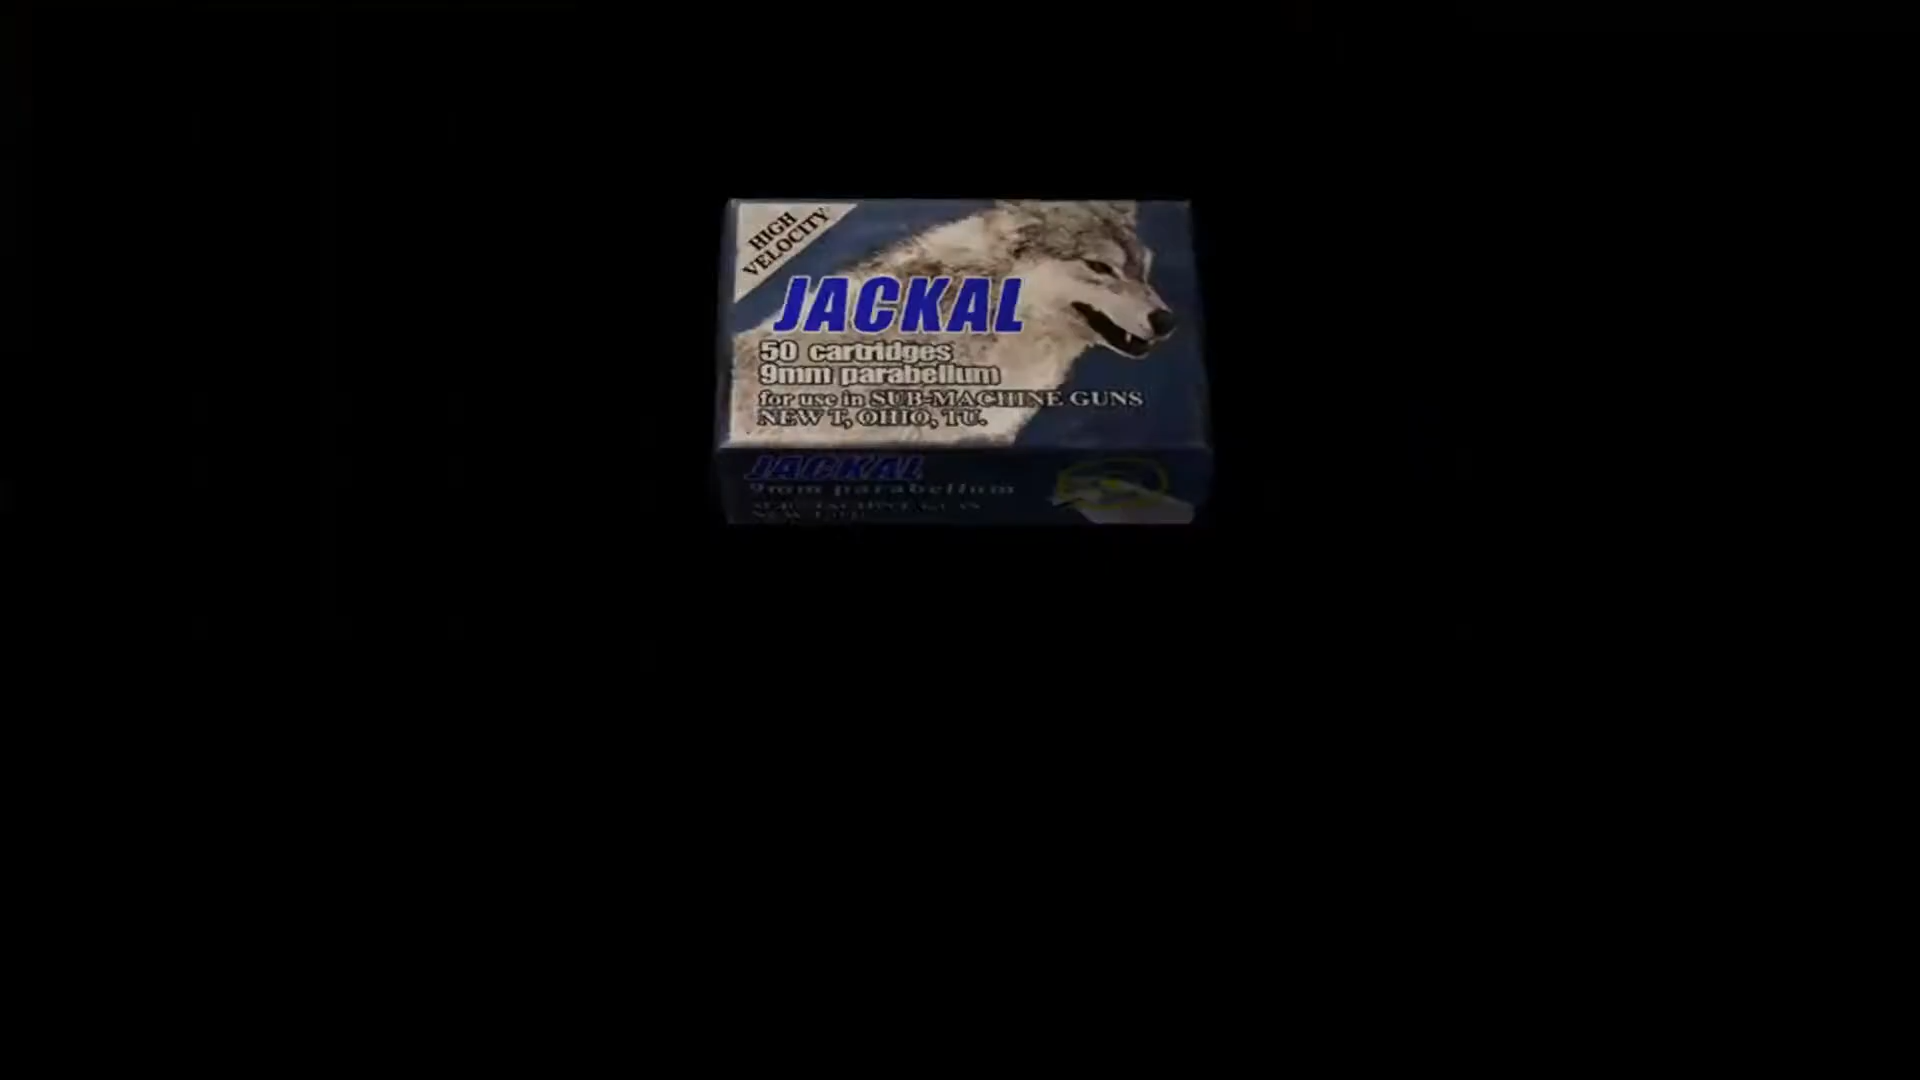 HIGH
VELOCITY
JACKAL
50 cartridges
9mm parabellum
for use in SUB-MACHINE GUNS
NEW T, OHIO, TU.
JACKAL
9mm parabellum